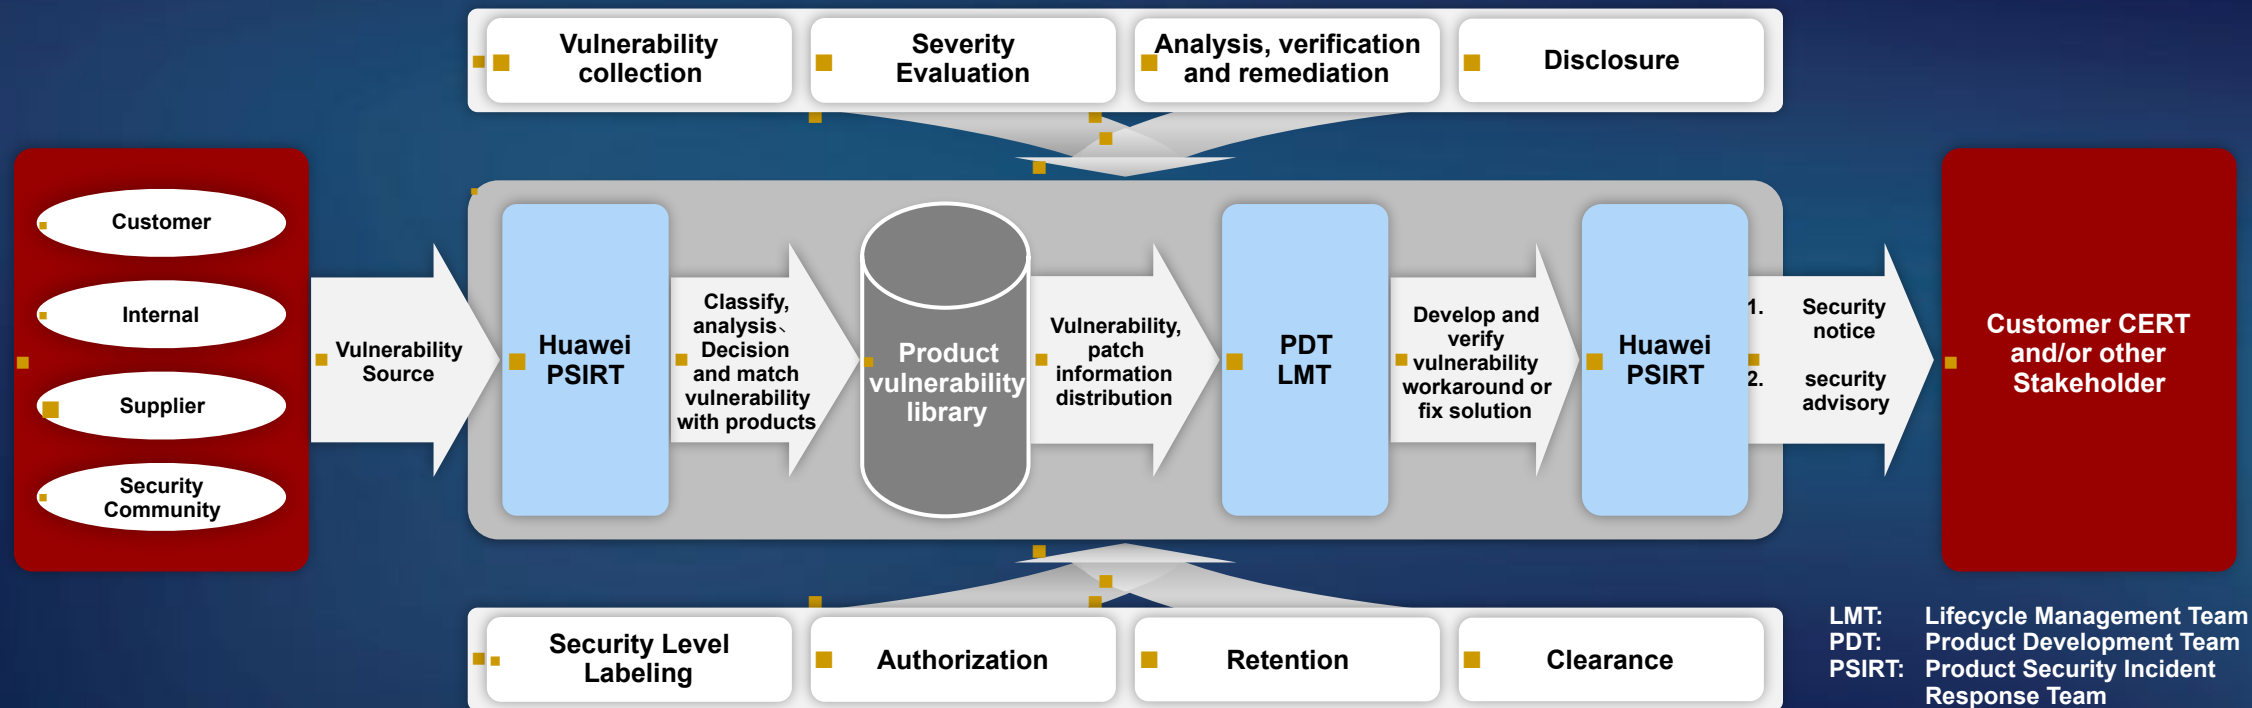 Vulnerability
collection
Severity
Evaluation
Analysis, verification
and remediation
Disclosure
Customer
Internal
Supplier
Security
Community
Vulnerability
Source
Huawei
PSIRT
Classify,
analysis、
Decision
and match
vulnerability
with products
Product
vulnerability
library
Vulnerability,
patch
information
distribution
PDT
LMT
Develop and
verify
vulnerability
workaround or
fix solution
Huawei
PSIRT
1. Security
notice
2. security
advisory
Customer CERT
and/or other
Stakeholder
Security Level
Labeling
Authorization
Retention
Clearance
LMT: Lifecycle Management Team
PDT: Product Development Team
PSIRT: Product Security Incident
Response Team